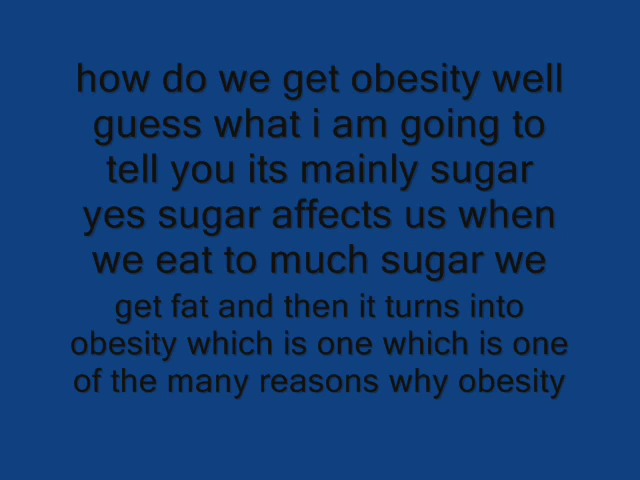 how do we get obesity well
guess what i am going to
tell you its mainly sugar
yes sugar affects us when
we eat to much sugar we
get fat and then it turns into
obesity which is one which is one
of the many reasons why obesity